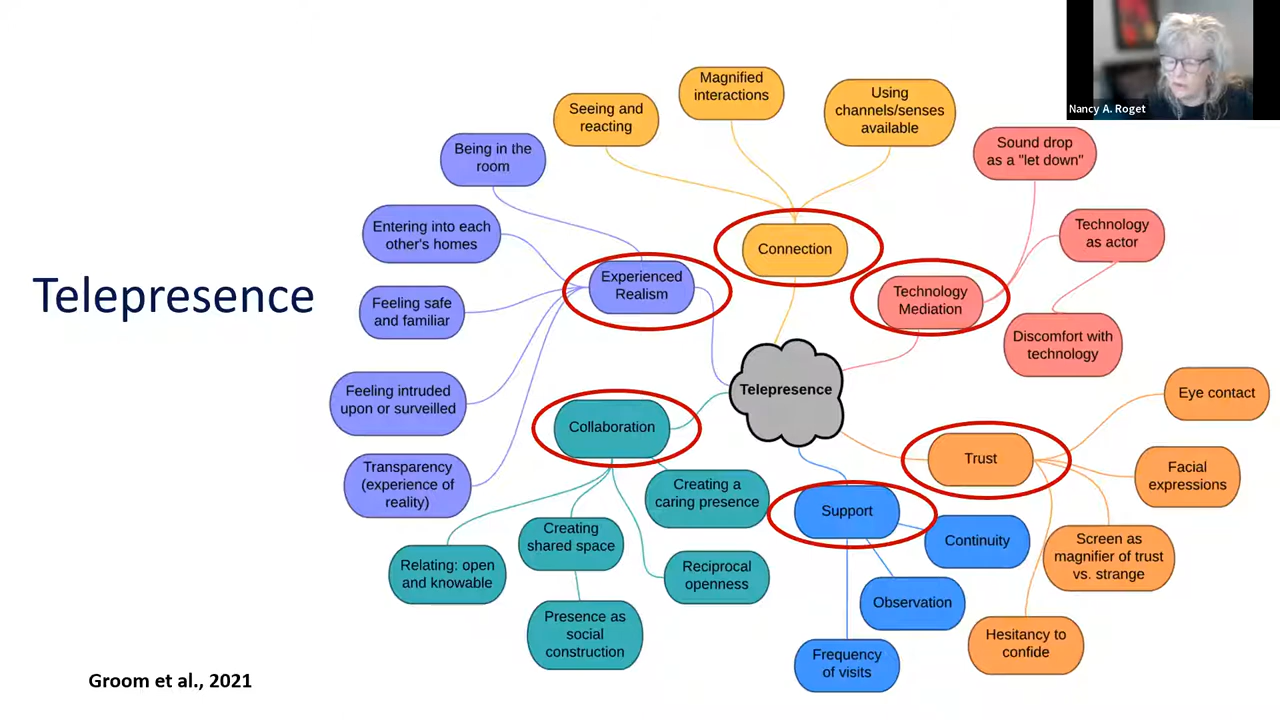 Nancy A. Roget
Telepresence
Magnified
interactions
Using
channels/senses
available
Seeing and
reacting
Sound drop
as a "let down"
Being in the
room
Technology
as actor
Entering into each
other's homes
Connection
Experienced
Realism
Technology
Mediation
Feeling safe
and familiar
Discomfort with
technology
Telepresence
Feeling intruded
upon or surveilled
Eye contact
Collaboration
Trust
Transparency
(experience of
reality)
Creating a
caring presence
Facial
expressions
Support
Creating
shared space
Continuity
Screen as
magnifier of trust
vs. strange
Relating: open
and knowable
Reciprocal
openness
Observation
Presence as
social
construction
Hesitancy to
confide
Frequency
of visits
Groom et al., 2021